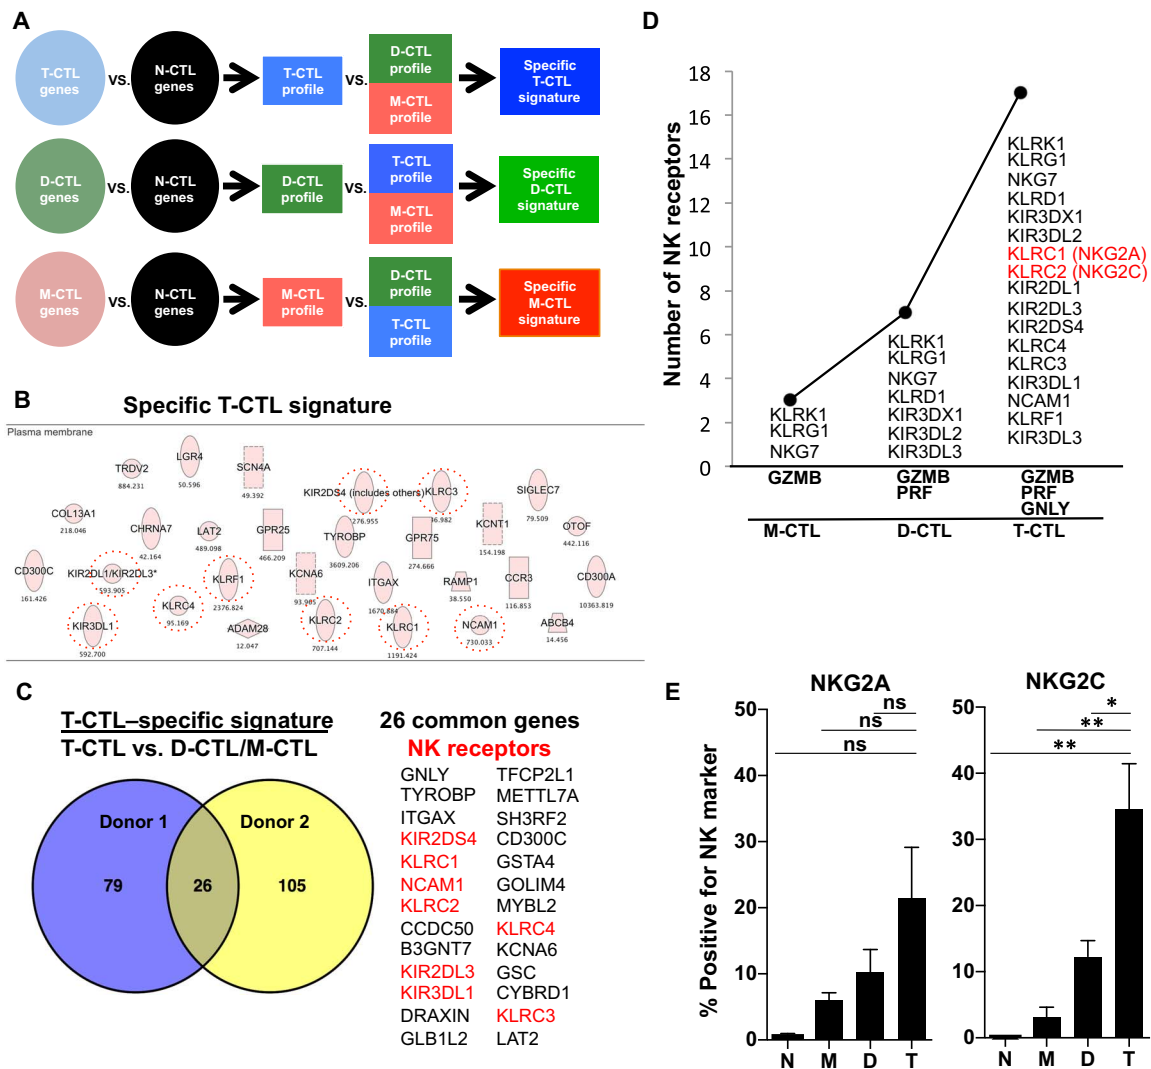 A
T-CTL
genes
vs.
N-CTL
genes
T-CTL
profile
vs.
D-CTL
profile
M-CTL
profile
Specific
T-CTL
signature
D-CTL
genes
vs.
N-CTL
genes
D-CTL
profile
vs.
T-CTL
profile
M-CTL
profile
Specific
D-CTL
signature
M-CTL
genes
vs.
N-CTL
genes
M-CTL
profile
vs.
D-CTL
profile
T-CTL
profile
Specific
M-CTL
signature
B
Specific T-CTL signature
Plasma membrane
TRDV2
884.231
LGR4
50.596
SCN4A
49.392
KIR2DS4 (includes others)
276.955
KLRC3
SIGLEC7
79.509
COL13A1
218.046
CHRNA7
42.164
LAT2
489.098
GPR25
466.209
TYROBP
3609.206
GPR75
274.666
KCNT1
154.198
OTOF
442.116
CD300C
161.426
KIR2DL1/KIR2DL3*
593.905
KLRF1
2376.824
KCNA6
93.985
ITGAX
1670.884
RAMP1
38.550
CCR3
116.853
CD300A
10363.819
KLRC4
95.169
KIR3DL1
592.700
ADAM28
12.047
KLRC2
707.144
KLRC1
1191.424
NCAM1
730.033
ABCB4
14.456
C
T-CTL–specific signature
T-CTL vs. D-CTL/M-CTL
Donor 1
Donor 2
79
26
105
26 common genes
NK receptors
GNLY
TYROBP
ITGAX
KIR2DS4
KLRC1
NCAM1
KLRC2
CCDC50
B3GNT7
KIR2DL3
KIR3DL1
DRAXIN
GLB1L2
TFCP2L1
METTL7A
SH3RF2
CD300C
GSTA4
GOLIM4
MYBL2
KLRC4
KCNA6
GSC
CYBRD1
KLRC3
LAT2
D
Number of NK receptors
18
16
14
12
10
8
6
4
2
0
KLRK1
KLRG1
NKG7
KLRK1
KLRG1
NKG7
KLRD1
KIR3DX1
KIR3DL2
KIR3DL3
KLRK1
KLRG1
NKG7
KLRD1
KIR3DX1
KIR3DL2
KLRC1 (NKG2A)
KLRC2 (NKG2C)
KIR2DL1
KIR2DL3
KIR2DS4
KLRC4
KLRC3
KIR3DL1
NCAM1
KLRF1
KIR3DL3
GZMB
GZMB
PRF
GZMB
PRF
GNLY
M-CTL
D-CTL
T-CTL
E
% Positive for NK marker
NKG2A
50
40
30
20
10
0
ns
ns
ns
N M D T
NKG2C
50
40
30
20
10
0
*
**
**
N M D T